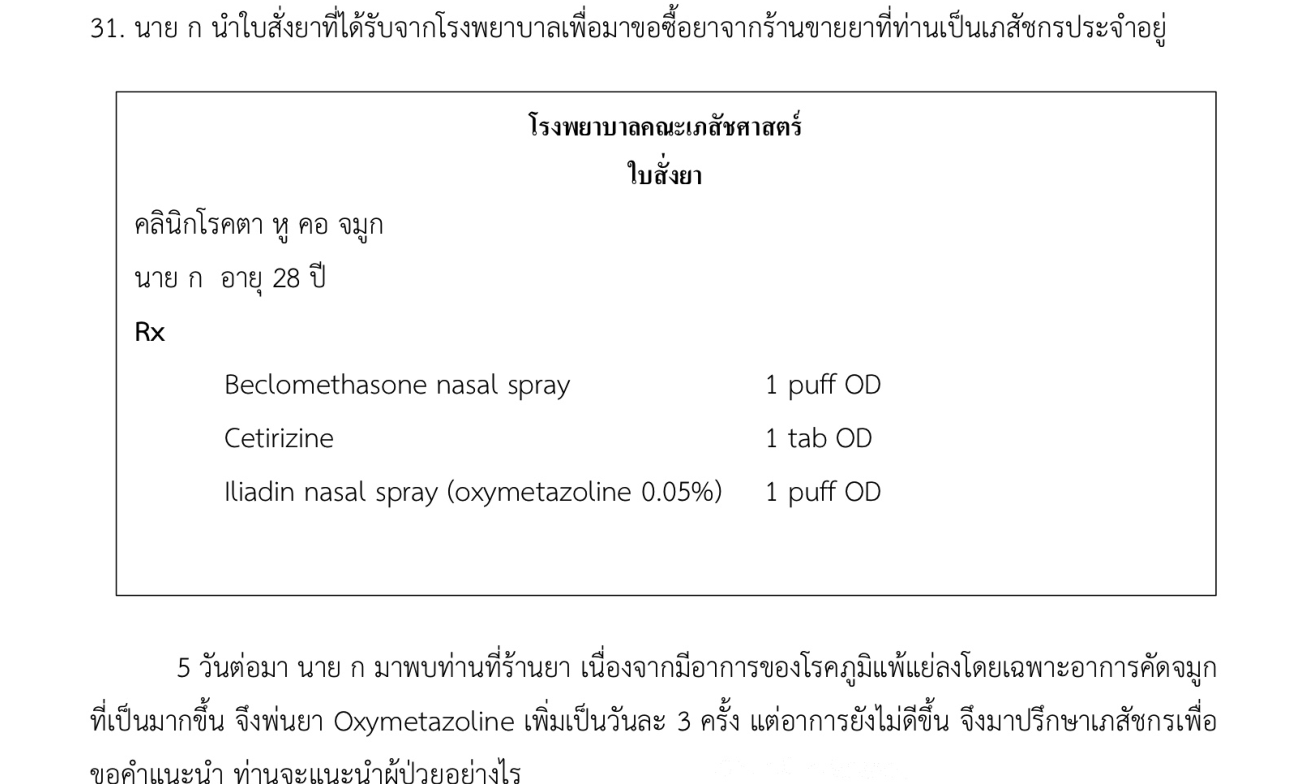 31. นาย ก นำใบสั่งยาที่ได้รับจากโรงพยาบาลเพื่อมาขอซื้อยาจากร้านขายยาที่ท่านเป็นเภสัชกรประจำอยู่
โรงพยาบาลคณะเภสัชศาสตร์
ใบสั่งยา
คลินิกโรคตา หู คอ จมูก
นาย ก อายุ 28 ปี
Rx
Beclomethasone nasal spray 1 puff OD
Cetirizine 1 tab OD
Iliadin nasal spray (oxymetazoline 0.05%) 1 puff OD
5 วันต่อมา นาย ก มาพบท่านที่ร้านยา เนื่องจากมีอาการของโรคภูมิแพ้แย่ลงโดยเฉพาะอาการคัดจมูก
ที่เป็นมากขึ้น จึงพ่นยา Oxymetazoline เพิ่มเป็นวันละ 3 ครั้ง แต่อาการยังไม่ดีขึ้น จึงมาปรึกษาเภสัชกรเพื่อ
ขอคำแนะนำ ท่านจะแนะนำผู้ป่วยอย่างไร